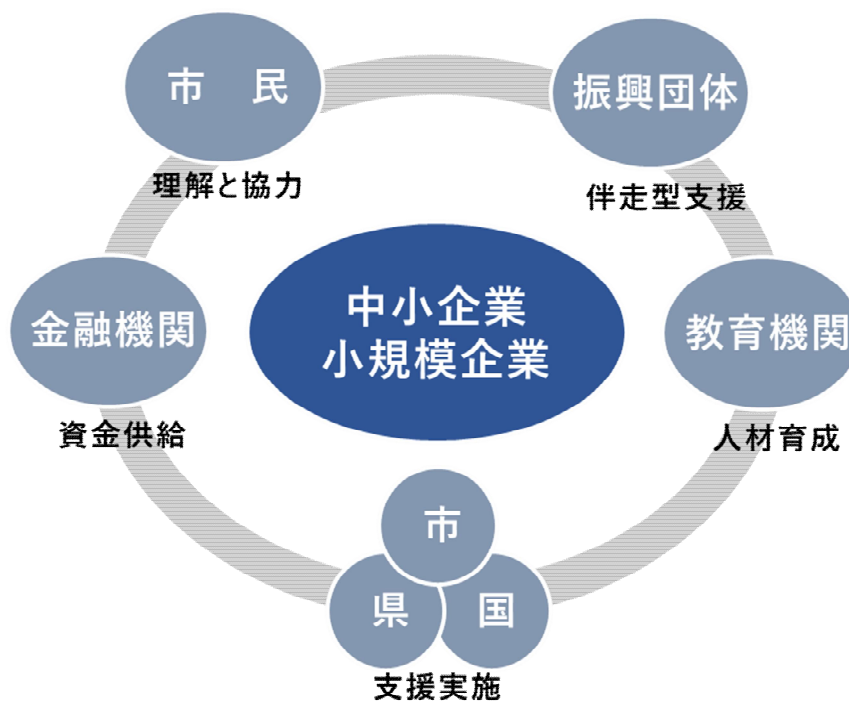 市　民
理解と協力
振興団体
伴走型支援
金融機関
資金供給
中小企業
小規模企業
教育機関
人材育成
市
県
国
支援実施